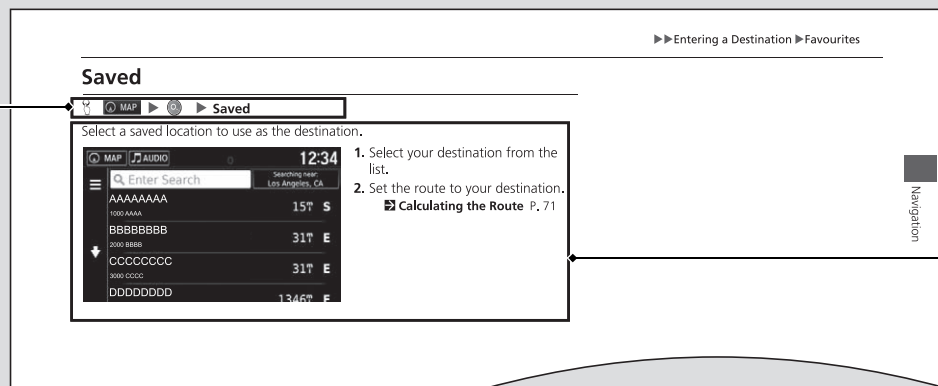 ▶▶Entering a Destination▶Favourites
Saved
MAP ▶ ▶ Saved
Select a saved location to use as the destination.
MAP AUDIO 0 12:34
Enter Search
Searching near:
Los Angeles, CA
AAAAAAAA
1000 AAAA
15 S
BBBBBBBB
2000 BBBB
31 E
CCCCCCCC
3000 CCCC
31 E
DDDDDDDD
1346
1. Select your destination from the
list.
2. Set the route to your destination.
Calculating the Route P. 71
Navigation